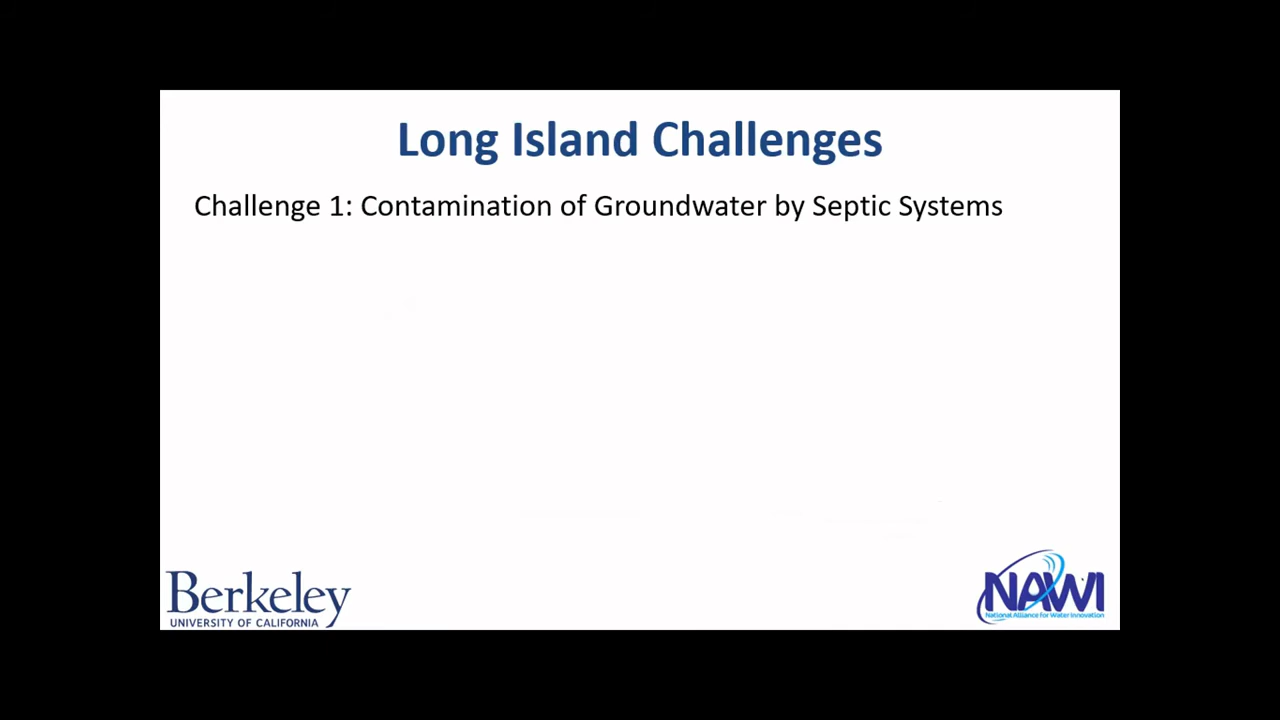 Long Island Challenges
Challenge 1: Contamination of Groundwater by Septic Systems
Berkeley
UNIVERSITY OF CALIFORNIA
NAWI
National Alliance for Water Innovation